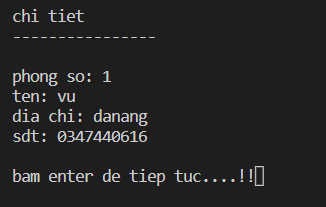 chi tiet
----------------
phong so: 1
ten: vu
dia chi: danang
sdt: 0347440616
bam enter de tiep tuc....!!